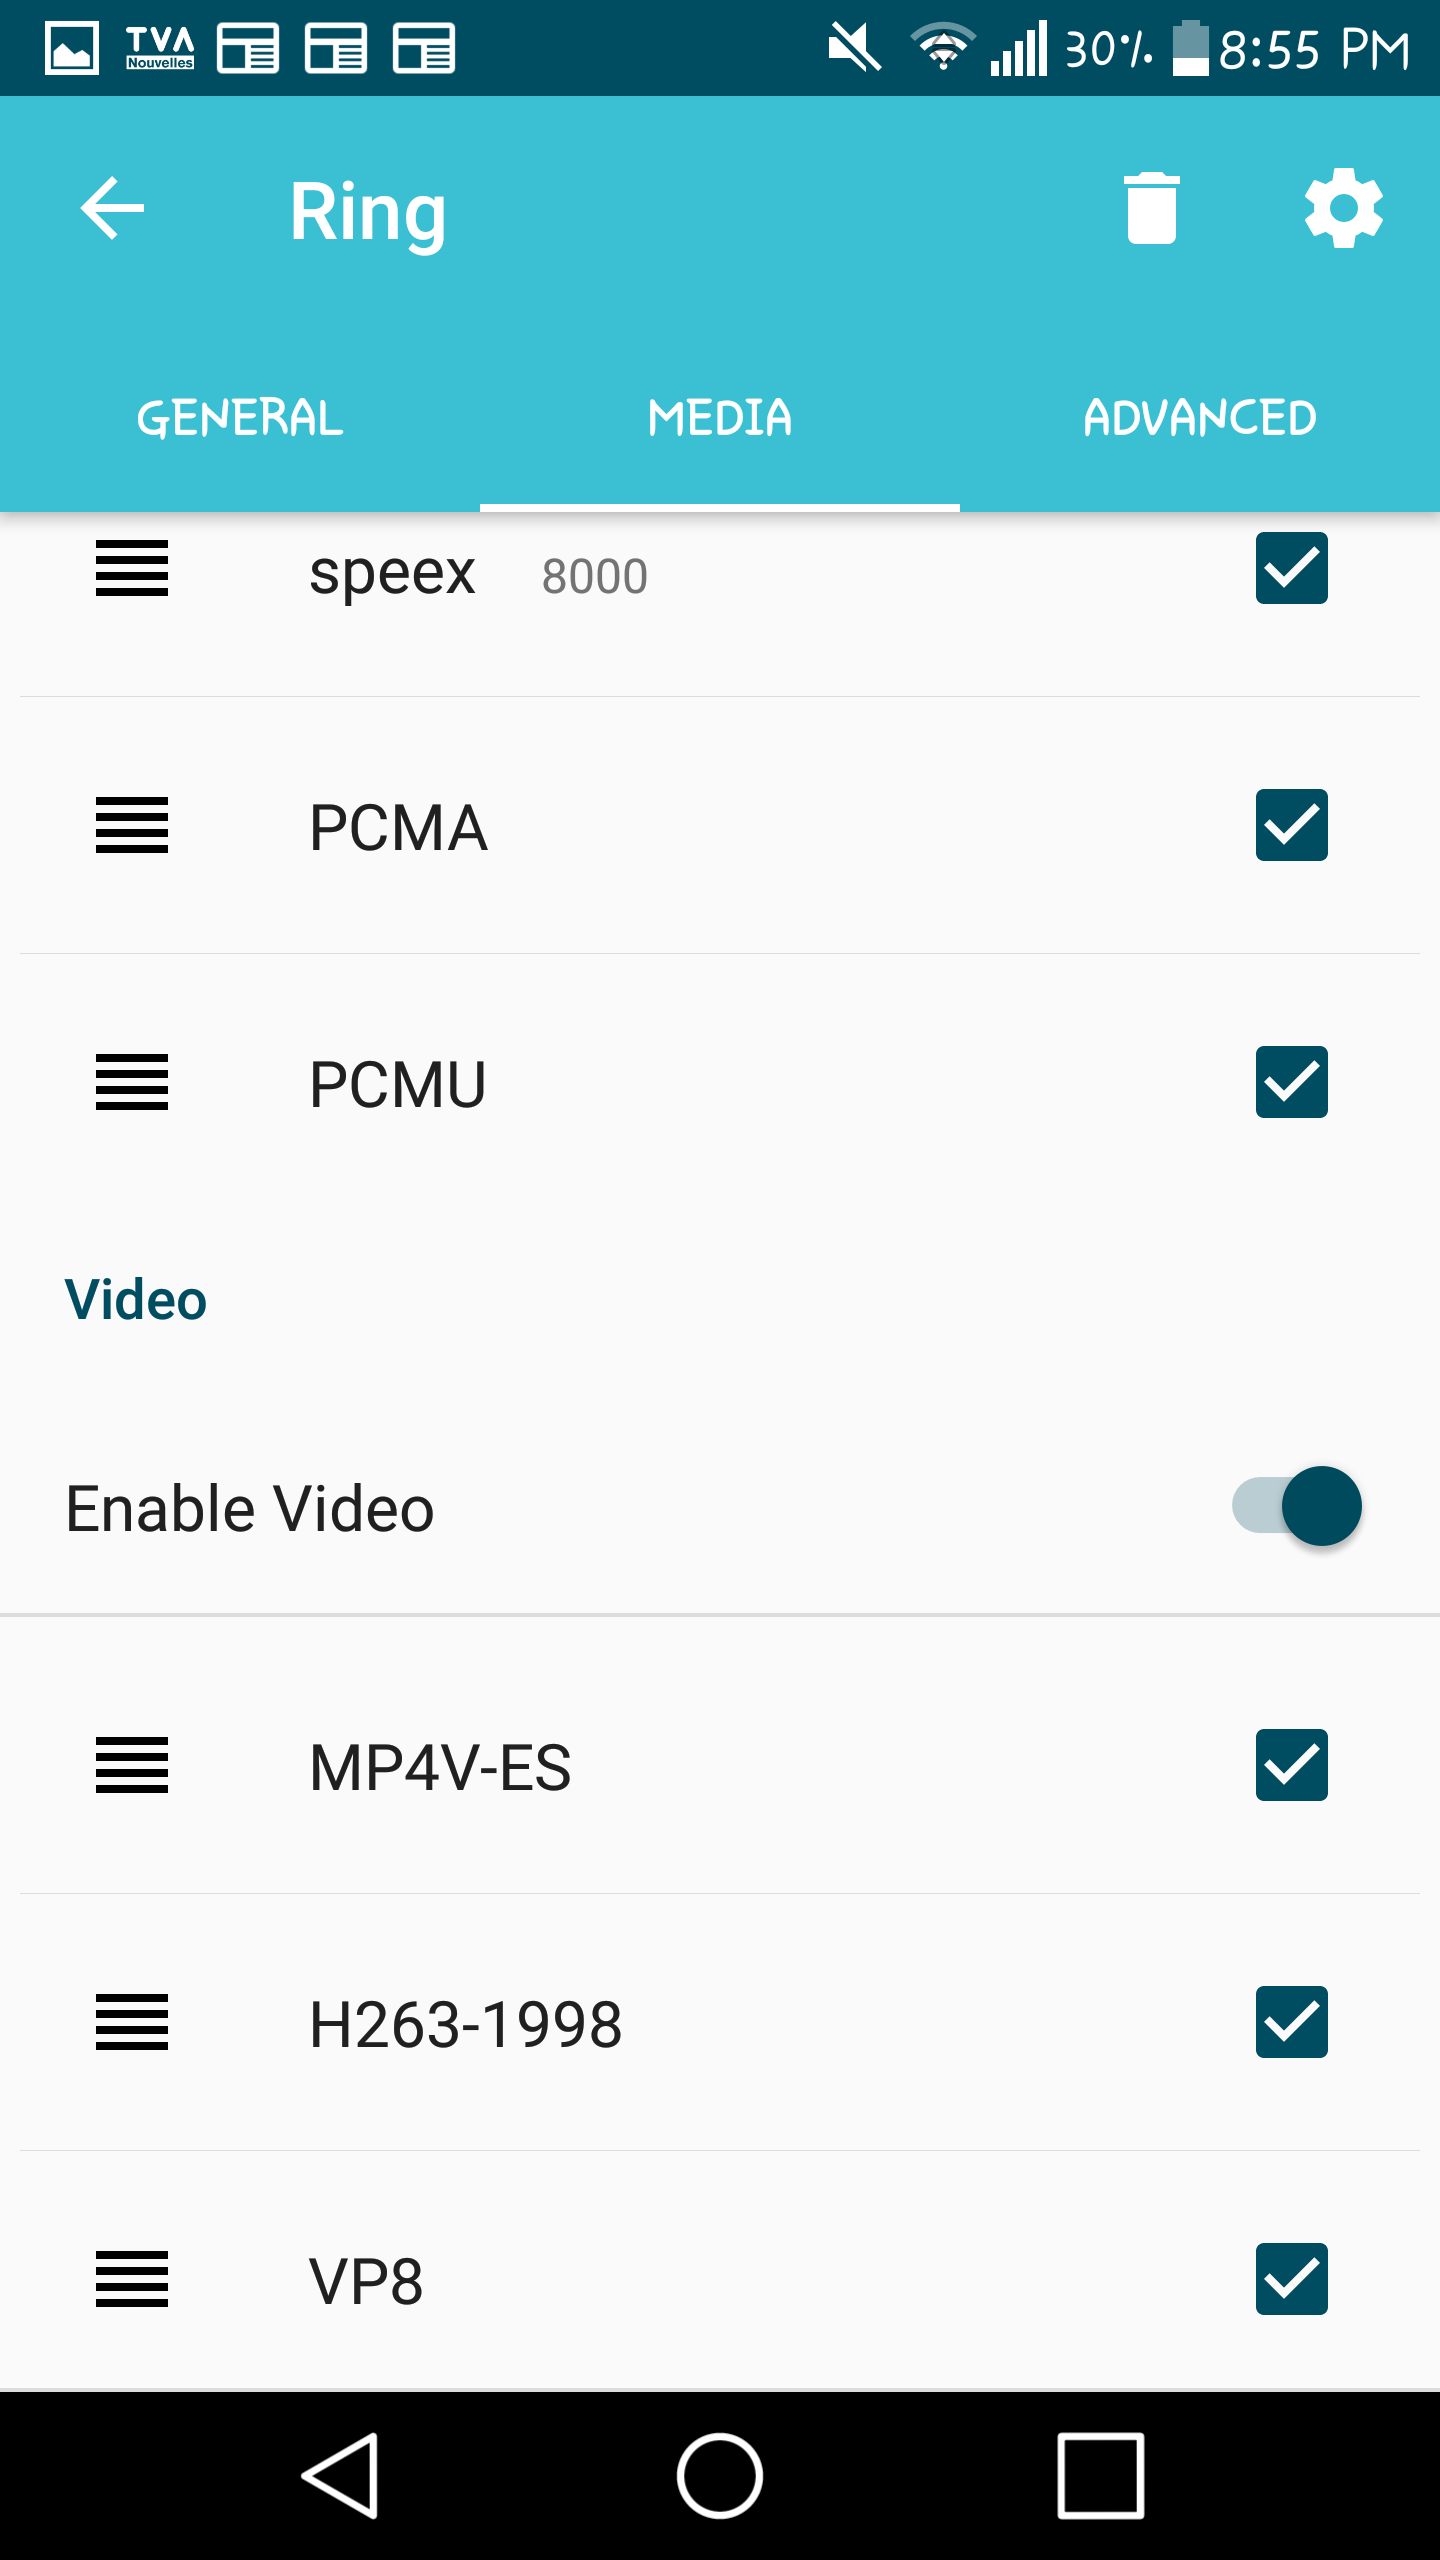 TVA Nouvelles 30% 8:55 PM
Ring
GENERAL MEDIA ADVANCED
speex 8000
PCMA
PCMU
Video
Enable Video
MP4V-ES
H263-1998
VP8